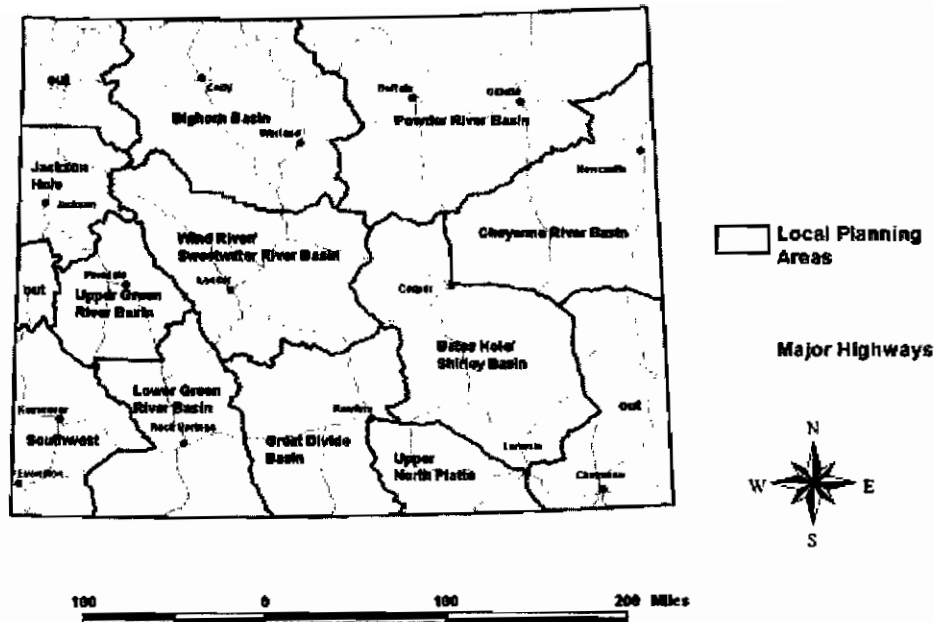 out
Cody
Bighorn Basin
Worland
Buffalo
Gillette
Powder River Basin
Newcastle
Jackson
Hole
Jackson
Wind River/
Sweetwater River Basin
Lander
Cheyenne River Basin
Casper
out
Pinedale
Upper Green
River Basin
Bates Hole/
Shirley Basin
Lower Green
River Basin
Rock Springs
Kemmerer
Southwest
Evanston
Rawlins
Great Divide
Basin
Upper
North Platte
Laramie
out
Cheyenne
Local Planning
Areas
Major Highways
N
W
E
S
100
0
100
200 Miles